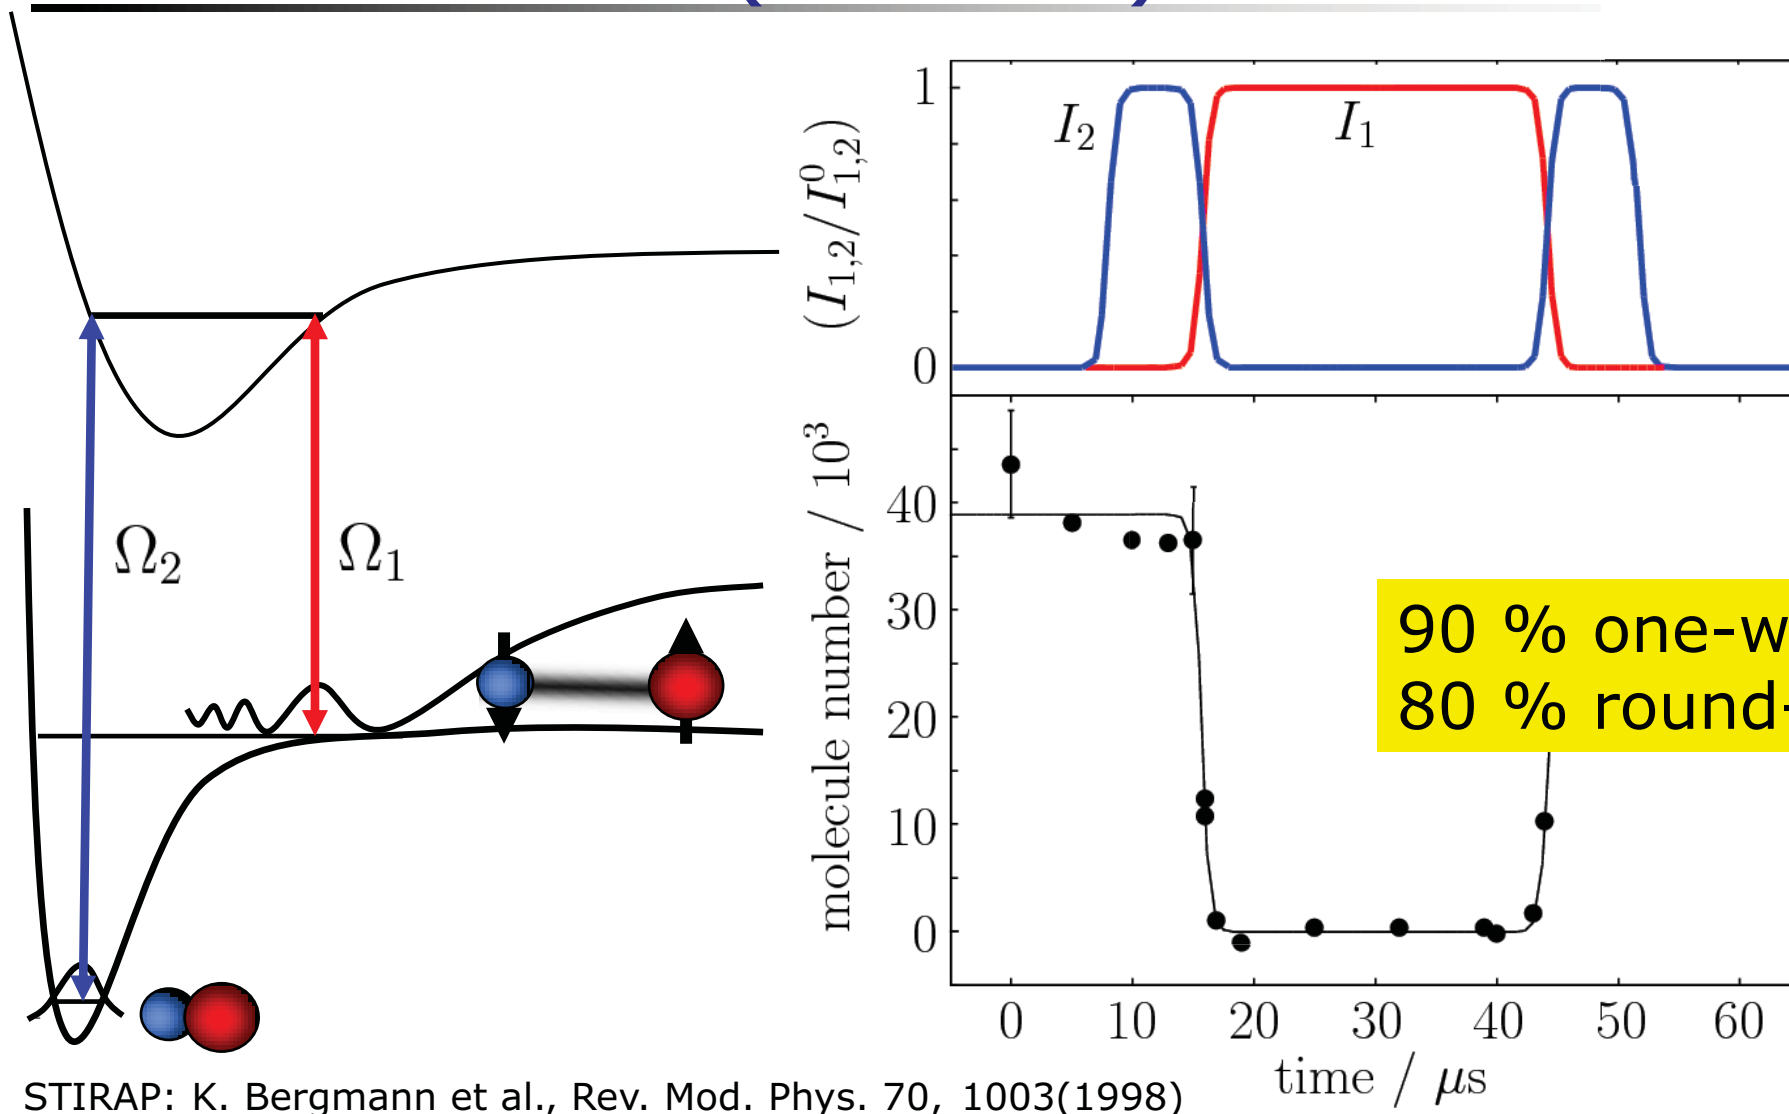 Ω₂
Ω₁
(I₁,₂/I⁰₁,₂)
1
0
I₂
I₁
molecule number / 10³
40
30
20
10
0
90 % one-w
80 % round-
0 10 20 30 40 50 60
time / μs
STIRAP: K. Bergmann et al., Rev. Mod. Phys. 70, 1003(1998)